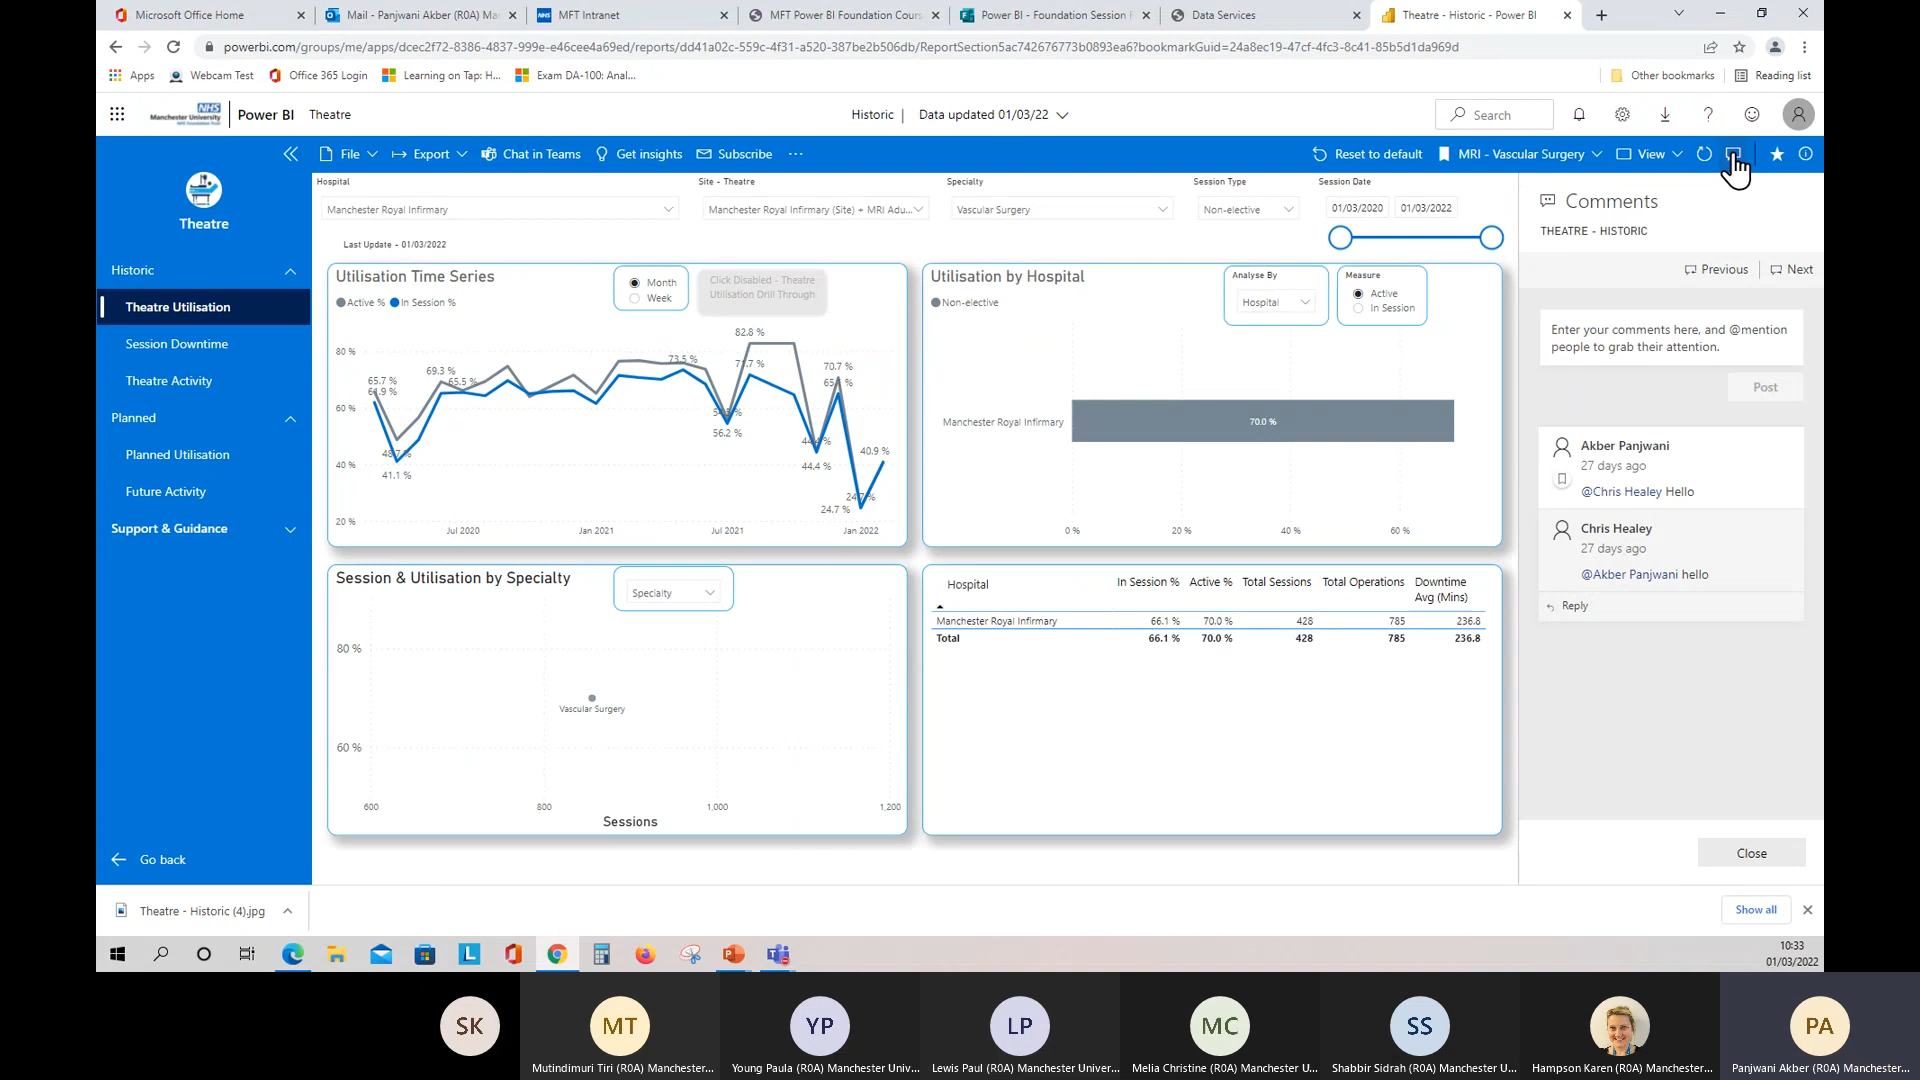 Microsoft Office Home
Mail - Panjwani Akber (R0A) Ma
MFT Intranet
MFT Power BI Foundation Cours
Power BI - Foundation Session F
Data Services
Theatre - Historic - Power BI
powerbi.com/groups/me/apps/dcec2f72-8386-4837-999e-e46cee4a69ed/reports/dd41a02c-559c-4f31-a520-387be2b506db/ReportSection5ac742676773b0893ea6?bookmarkGuid=24a8ec19-47cf-4fc3-8c41-85b5d1da969d
Apps
Webcam Test
Office 365 Login
Learning on Tap: H...
Exam DA-100: Anal...
Other bookmarks
Reading list
NHS
Manchester University
NHS Foundation Trust
Power BI
Theatre
Historic
Data updated 01/03/22
Search
File
Export
Chat in Teams
Get insights
Subscribe
Reset to default
MRI - Vascular Surgery
View
Theatre
Historic
Theatre Utilisation
Session Downtime
Theatre Activity
Planned
Planned Utilisation
Future Activity
Support & Guidance
Go back
Hospital
Manchester Royal Infirmary
Site - Theatre
Manchester Royal Infirmary (Site) + MRI Adu...
Specialty
Vascular Surgery
Session Type
Non-elective
Session Date
01/03/2020
01/03/2022
Last Update - 01/03/2022
Utilisation Time Series
Month
Week
Click Disabled - Theatre
Utilisation Drill Through
Active %
In Session %
82.8 %
80 %
73.5 %
71.7 %
70.7 %
69.3 %
65.7 %
65.5 %
61.9 %
60 %
56.2 %
44.4 %
40.9 %
41.1 %
40 %
24.7 %
20 %
Jul 2020
Jan 2021
Jul 2021
Jan 2022
Utilisation by Hospital
Non-elective
Analyse By
Hospital
Measure
Active
In Session
Manchester Royal Infirmary
70.0 %
0 %
20 %
40 %
60 %
Session & Utilisation by Specialty
Specialty
80 %
Vascular Surgery
60 %
600
800
1,000
1,200
Sessions
Hospital In Session % Active % Total Sessions Total Operations Downtime Avg (Mins)
Manchester Royal Infirmary 66.1 % 70.0 % 428 785 236.8
Total 66.1 % 70.0 % 428 785 236.8
Comments
THEATRE - HISTORIC
Previous
Next
Enter your comments here, and @mention
people to grab their attention.
Post
Akber Panjwani
27 days ago
@Chris Healey Hello
Chris Healey
27 days ago
@Akber Panjwani hello
Reply
Close
Theatre - Historic (4).jpg
Show all
10:33
01/03/2022
SK
MT
YP
LP
MC
SS
PA
Mutindimuri Tiri (R0A) Manchester...
Young Paula (R0A) Manchester Univ...
Lewis Paul (R0A) Manchester Univer...
Melia Christine (R0A) Manchester U...
Shabbir Sidrah (R0A) Manchester U...
Hampson Karen (R0A) Manchester...
Panjwani Akber (R0A) Manchester...